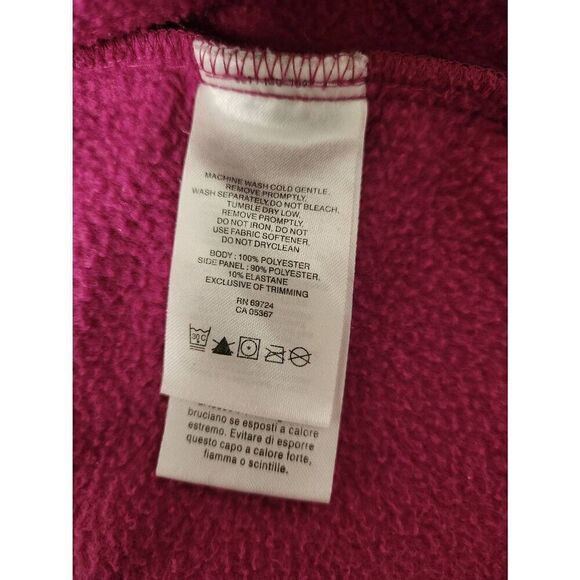 MACHINE WASH COLD GENTLE.
REMOVE PROMPTLY.
WASH SEPARATELY.DO NOT BLEACH.
TUMBLE DRY LOW.
REMOVE PROMPTLY.
DO NOT IRON. DO NOT
USE FABRIC SOFTENER.
DO NOT DRYCLEAN
BODY : 100% POLYESTER
SIDE PANEL : 90% POLYESTER,
10% ELASTANE
EXCLUSIVE OF TRIMMING
RN 69724
CA 05367
30 C
bruciano se esposti a calore
estremo. Evitare di esporre
questo capo a calore forte,
fiamma o scintille.